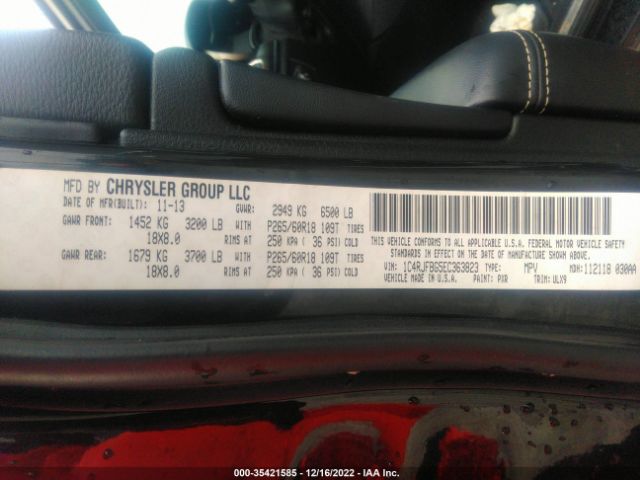 MFD BY CHRYSLER GROUP LLC
DATE OF MFR(BUILT): 11-13 GVWR: 2949 KG 6500 LB
GAWR FRONT: 1452 KG 3200 LB WITH P265/60R18 109T TIRES
18X8.0 RIMS AT 250 KPA ( 36 PSI) COLD
GAWR REAR: 1679 KG 3700 LB WITH P265/60R18 109T TIRES
18X8.0 RIMS AT 250 KPA ( 36 PSI) COLD
THIS VEHICLE CONFORMS TO ALL APPLICABLE U.S.A. FEDERAL MOTOR VEHICLE SAFETY
STANDARDS IN EFFECT ON THE DATE OF MANUFACTURE SHOWN ABOVE.
VIN: 1C4RJFBG5EC363823 TYPE: MPV MDH: 112118 030AA
VEHICLE MADE IN U.S.A. PAINT: PXR TRIM: ULX9
000-35421585 - 12/16/2022 - IAA Inc.